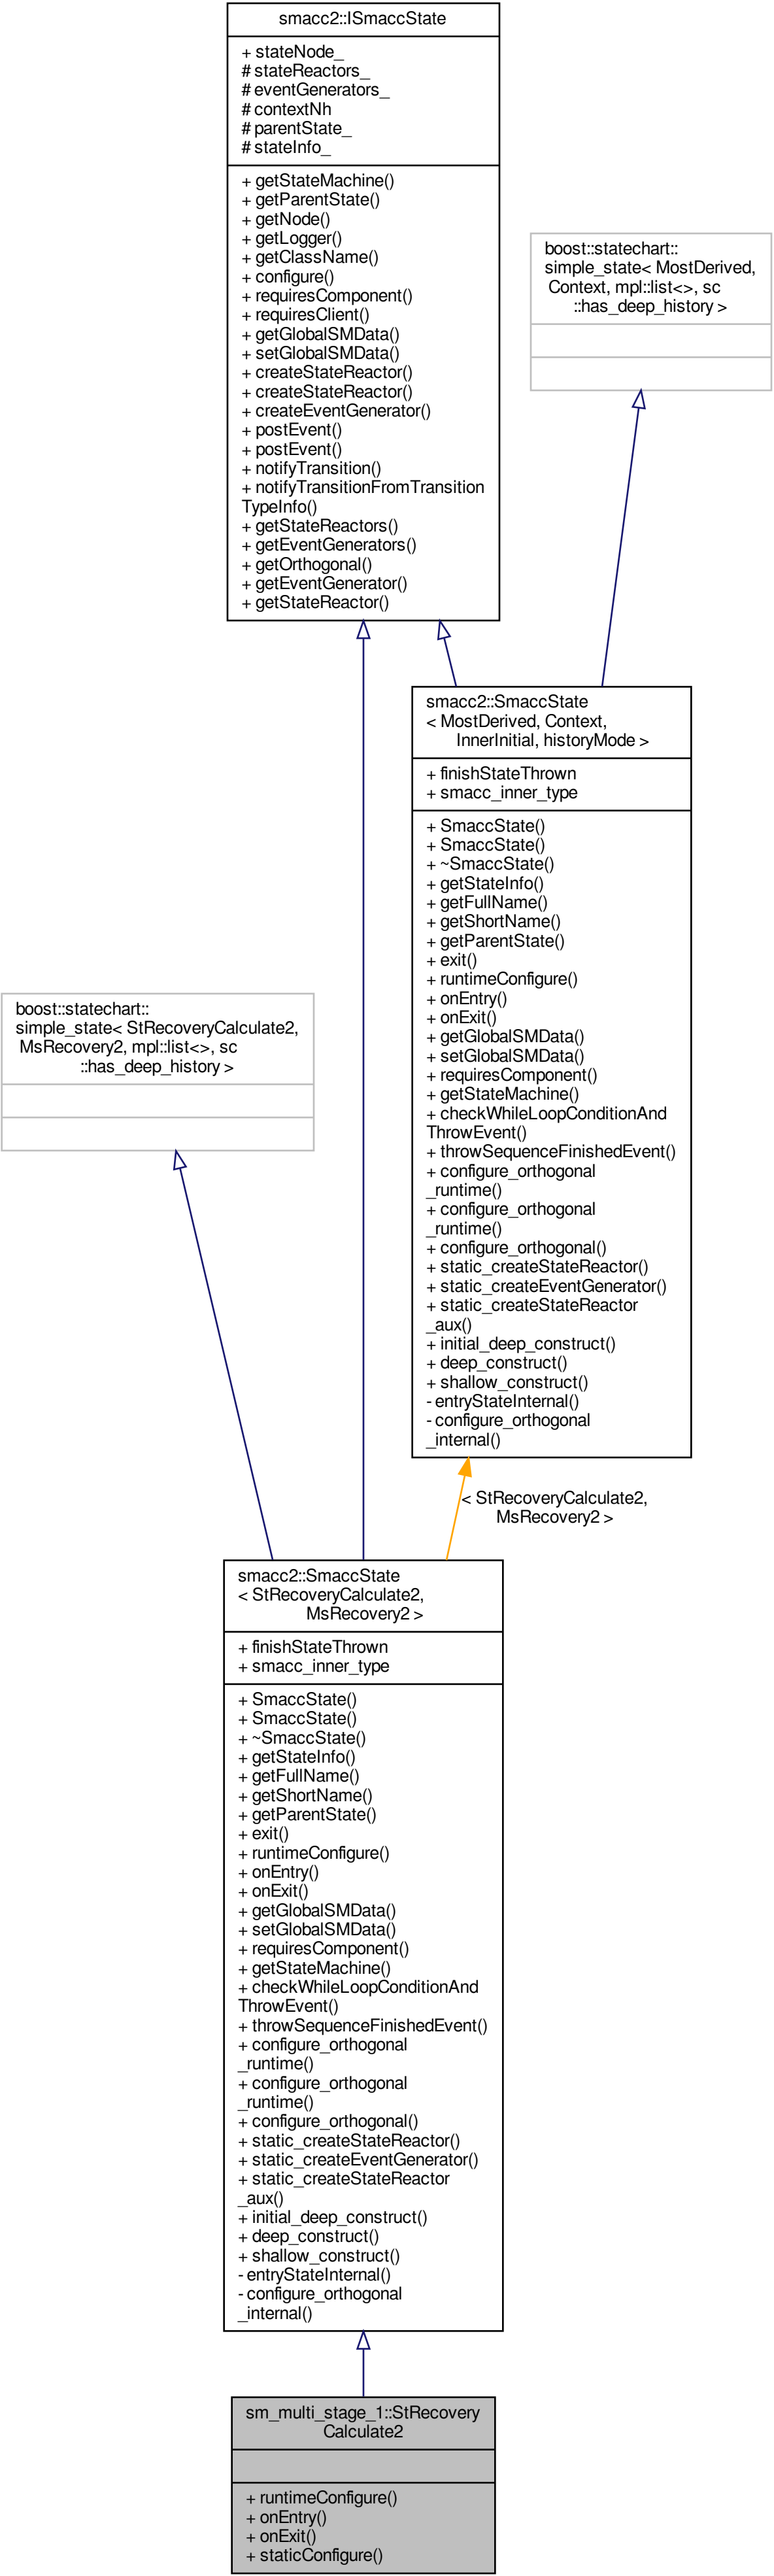 smacc2::ISmaccState
+ stateNode_
# stateReactors_
# eventGenerators_
# contextNh
# parentState_
# stateInfo_
+ getStateMachine()
+ getParentState()
+ getNode()
+ getLogger()
+ getClassName()
+ configure()
+ requiresComponent()
+ requiresClient()
+ getGlobalSMData()
+ setGlobalSMData()
+ createStateReactor()
+ createStateReactor()
+ createEventGenerator()
+ postEvent()
+ postEvent()
+ notifyTransition()
+ notifyTransitionFromTransition
TypeInfo()
+ getStateReactors()
+ getEventGenerators()
+ getOrthogonal()
+ getEventGenerator()
+ getStateReactor()
boost::statechart::
simple_state< MostDerived,
Context, mpl::list<>, sc
::has_deep_history >
smacc2::SmaccState
< MostDerived, Context,
InnerInitial, historyMode >
+ finishStateThrown
+ smacc_inner_type
+ SmaccState()
+ SmaccState()
+ ~SmaccState()
+ getStateInfo()
+ getFullName()
+ getShortName()
+ getParentState()
+ exit()
+ runtimeConfigure()
+ onEntry()
+ onExit()
+ getGlobalSMData()
+ setGlobalSMData()
+ requiresComponent()
+ getStateMachine()
+ checkWhileLoopConditionAnd
ThrowEvent()
+ throwSequenceFinishedEvent()
+ configure_orthogonal
_runtime()
+ configure_orthogonal
_runtime()
+ configure_orthogonal()
+ static_createStateReactor()
+ static_createEventGenerator()
+ static_createStateReactor
_aux()
+ initial_deep_construct()
+ deep_construct()
+ shallow_construct()
- entryStateInternal()
- configure_orthogonal
_internal()
boost::statechart::
simple_state< StRecoveryCalculate2,
MsRecovery2, mpl::list<>, sc
::has_deep_history >
< StRecoveryCalculate2,
MsRecovery2 >
smacc2::SmaccState
< StRecoveryCalculate2,
MsRecovery2 >
+ finishStateThrown
+ smacc_inner_type
+ SmaccState()
+ SmaccState()
+ ~SmaccState()
+ getStateInfo()
+ getFullName()
+ getShortName()
+ getParentState()
+ exit()
+ runtimeConfigure()
+ onEntry()
+ onExit()
+ getGlobalSMData()
+ setGlobalSMData()
+ requiresComponent()
+ getStateMachine()
+ checkWhileLoopConditionAnd
ThrowEvent()
+ throwSequenceFinishedEvent()
+ configure_orthogonal
_runtime()
+ configure_orthogonal
_runtime()
+ configure_orthogonal()
+ static_createStateReactor()
+ static_createEventGenerator()
+ static_createStateReactor
_aux()
+ initial_deep_construct()
+ deep_construct()
+ shallow_construct()
- entryStateInternal()
- configure_orthogonal
_internal()
sm_multi_stage_1::StRecovery
Calculate2
+ runtimeConfigure()
+ onEntry()
+ onExit()
+ staticConfigure()